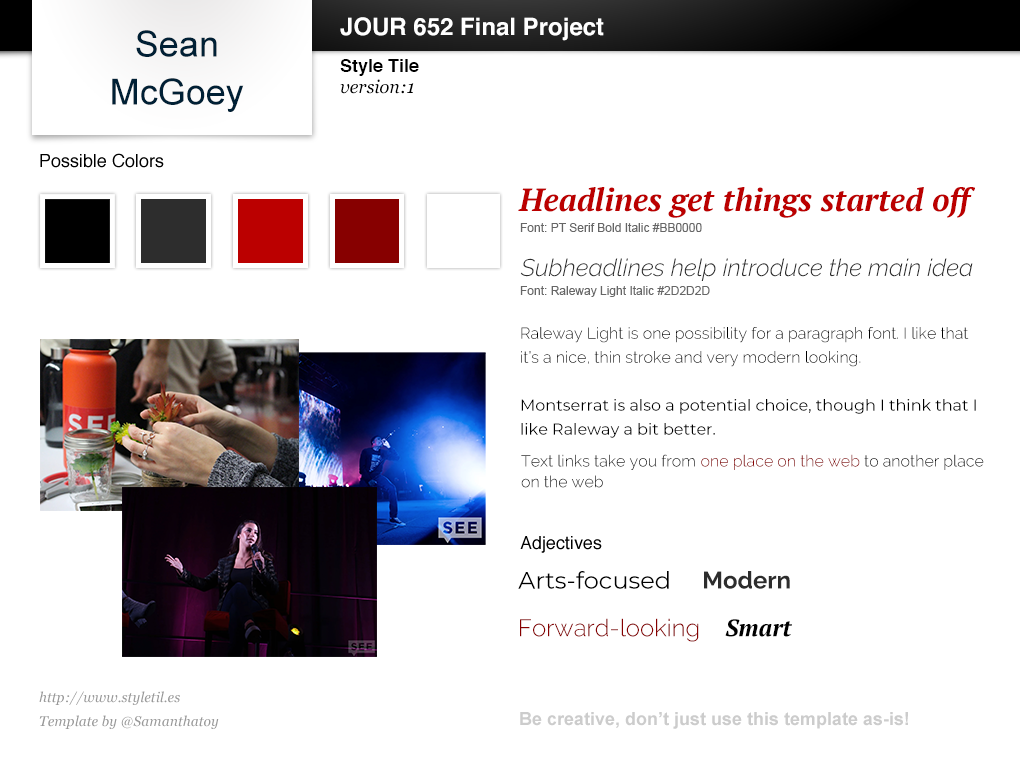 Sean
McGoey
JOUR 652 Final Project
Style Tile
version:1
Possible Colors
Headlines get things started off
Font: PT Serif Bold Italic #BB0000
Subheadlines help introduce the main idea
Font: Raleway Light Italic #2D2D2D
Raleway Light is one possibility for a paragraph font. I like that
it's a nice, thin stroke and very modern looking.
Montserrat is also a potential choice, though I think that I
like Raleway a bit better.
Text links take you from one place on the web to another place
on the web
SEE
SEE
SEE
Adjectives
Arts-focused Modern
Forward-looking Smart
http://www.styletil.es
Template by @Samanthatoy
Be creative, don't just use this template as-is!